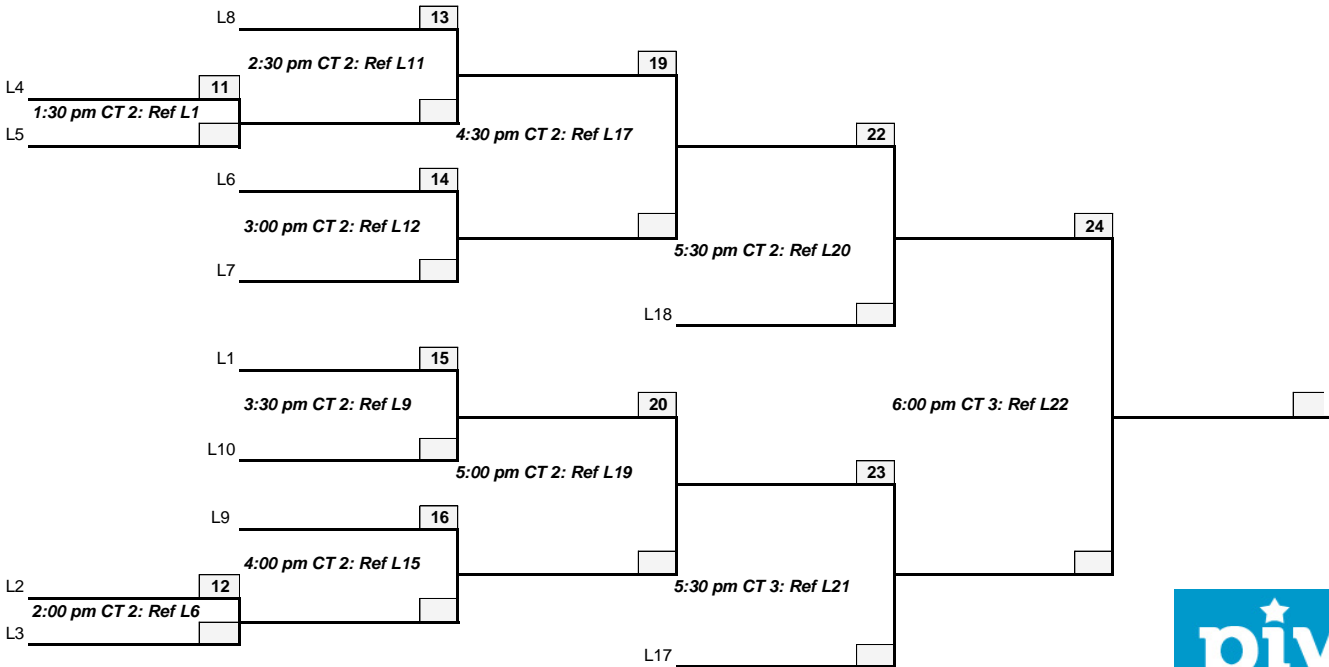 L8 13
2:30 pm CT 2: Ref L11
19
L4 11
1:30 pm CT 2: Ref L1
L5
4:30 pm CT 2: Ref L17
22
L6 14
3:00 pm CT 2: Ref L12
24
5:30 pm CT 2: Ref L20
L7
L18
L1 15
3:30 pm CT 2: Ref L9
20
6:00 pm CT 3: Ref L22
L10
5:00 pm CT 2: Ref L19
23
L9 16
4:00 pm CT 2: Ref L15
L2 12
5:30 pm CT 3: Ref L21
2:00 pm CT 2: Ref L6
L3
L17